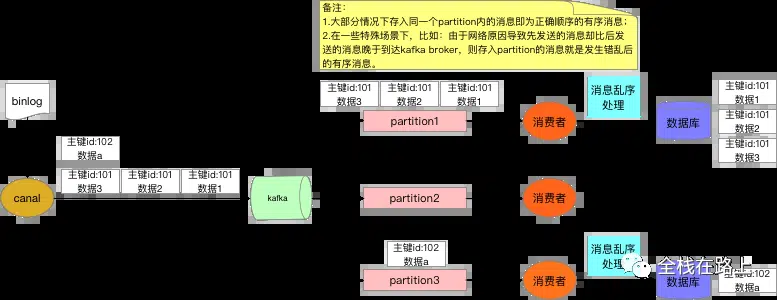 备注：
1.大部分情况下存入同一个partition内的消息即为正确顺序的有序消息；
2.在一些特殊场景下，比如：由于网络原因导致先发送的消息却比后发
送的消息晚于到达kafka broker，则存入partition的消息就是发生错乱后
的有序消息。
binlog
主键id:102
数据a
主键id:101
数据3
主键id:101
数据2
主键id:101
数据1
canal
kafka
主键id:101
数据3
主键id:101
数据2
主键id:101
数据1
partition1
消费者
消息乱序
处理
数据库
主键id:101
数据1
主键id:101
数据2
主键id:101
数据3
partition2
消费者
主键id:102
数据a
partition3
消费者
消息乱序
处理
数据库
主键id:102
数据a
全栈在路上